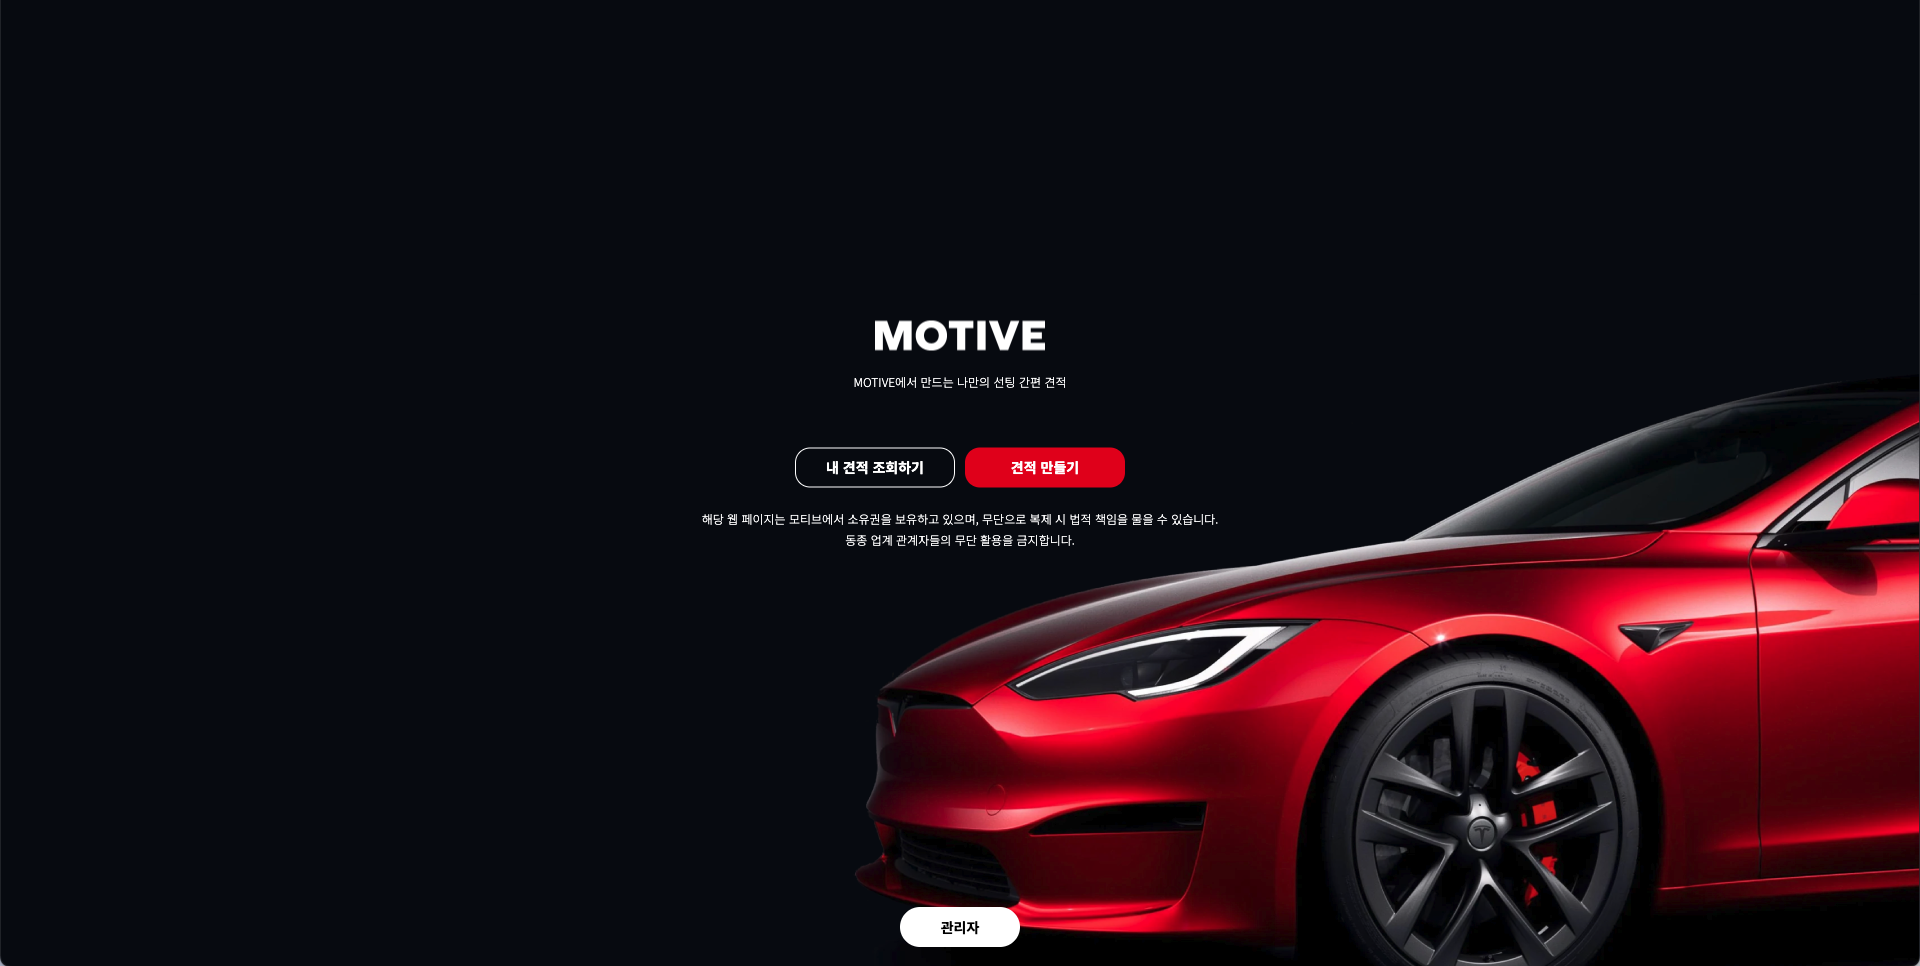 MOTIVE
MOTIVE에서 만드는 나만의 선팅 간편 견적
내 견적 조회하기
견적 만들기
해당 웹 페이지는 모티브에서 소유권을 보유하고 있으며, 무단으로 복제 시 법적 책임을 물을 수 있습니다.
동종 업계 관계자들의 무단 활용을 금지합니다.
관리자